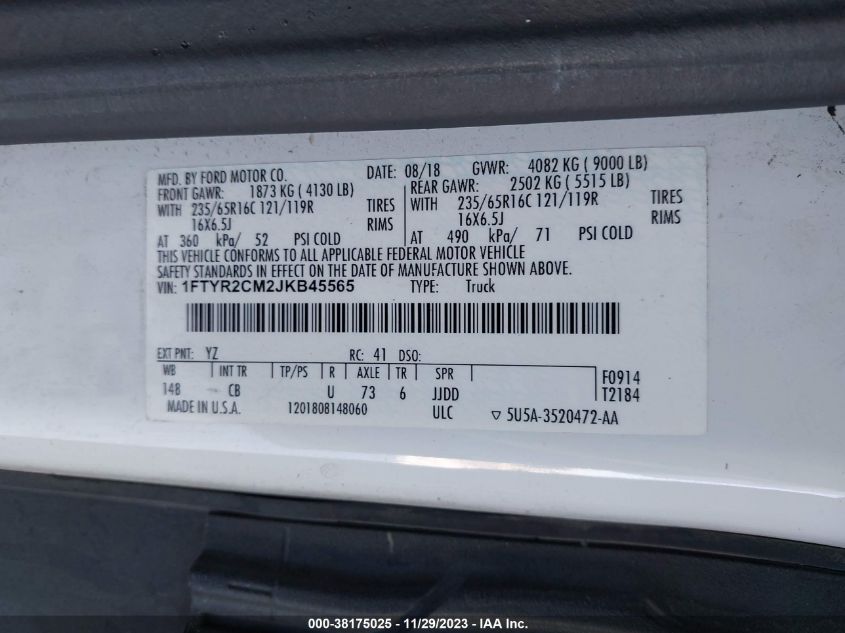 MFD. BY FORD MOTOR CO. DATE: 08/18 GVWR: 4082 KG ( 9000 LB)
FRONT GAWR: 1873 KG ( 4130 LB) REAR GAWR: 2502 KG ( 5515 LB)
WITH 235/65R16C 121/119R TIRES WITH 235/65R16C 121/119R TIRES
16X6.5J RIMS 16X6.5J RIMS
AT 360 kPa/ 52 PSI COLD AT 490 kPa/ 71 PSI COLD
THIS VEHICLE CONFORMS TO ALL APPLICABLE FEDERAL MOTOR VEHICLE
SAFETY STANDARDS IN EFFECT ON THE DATE OF MANUFACTURE SHOWN ABOVE.
VIN: 1FTYR2CM2JKB45565 TYPE: Truck
EXT PNT: YZ RC: 41 DSO:
WB INT TR TP/PS R AXLE TR SPR F0914
148 CB U 73 6 JJDD T2184
MADE IN U.S.A. 1201808148060 ULC ▽ 5U5A-3520472-AA
000-38175025 - 11/29/2023 - IAA Inc.